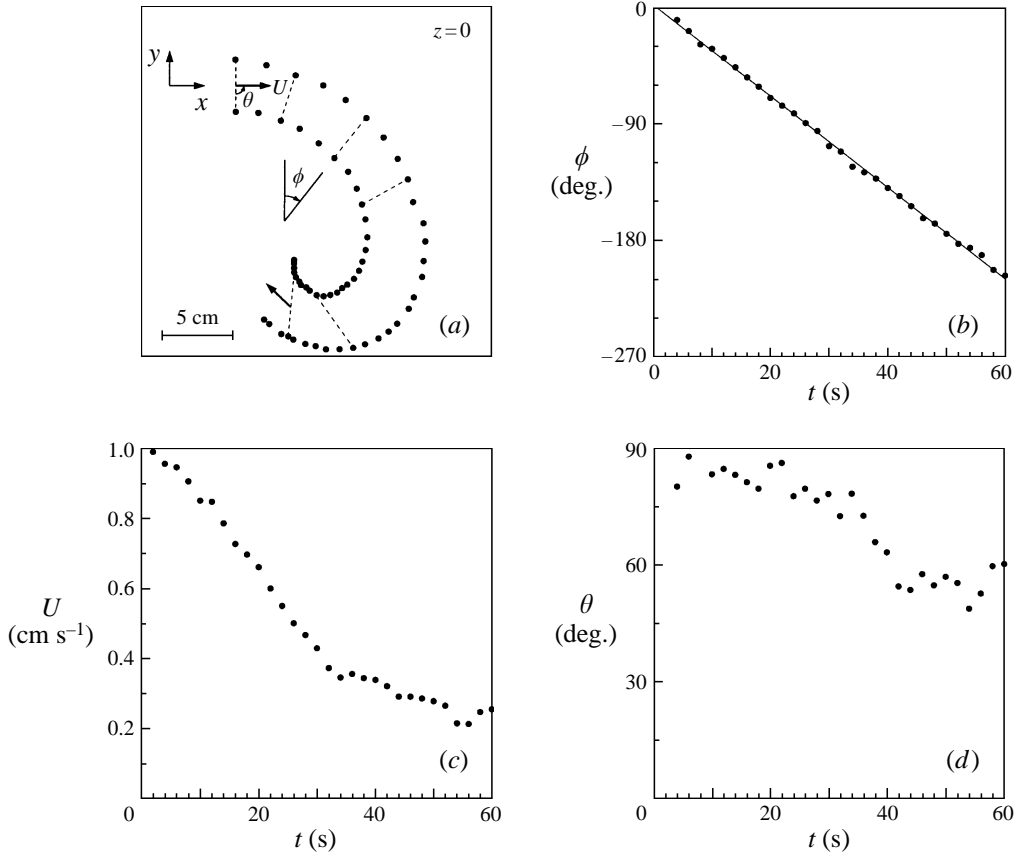 z=0
y
x
θ
U
ϕ
5 cm
(a)
0
−90
ϕ
(deg.)
−180
−270
(b)
0
20
40
60
t (s)
1.0
0.8
0.6
U
(cm s⁻¹)
0.4
0.2
(c)
0
20
40
60
t (s)
90
60
θ
(deg.)
30
(d)
0
20
40
60
t (s)